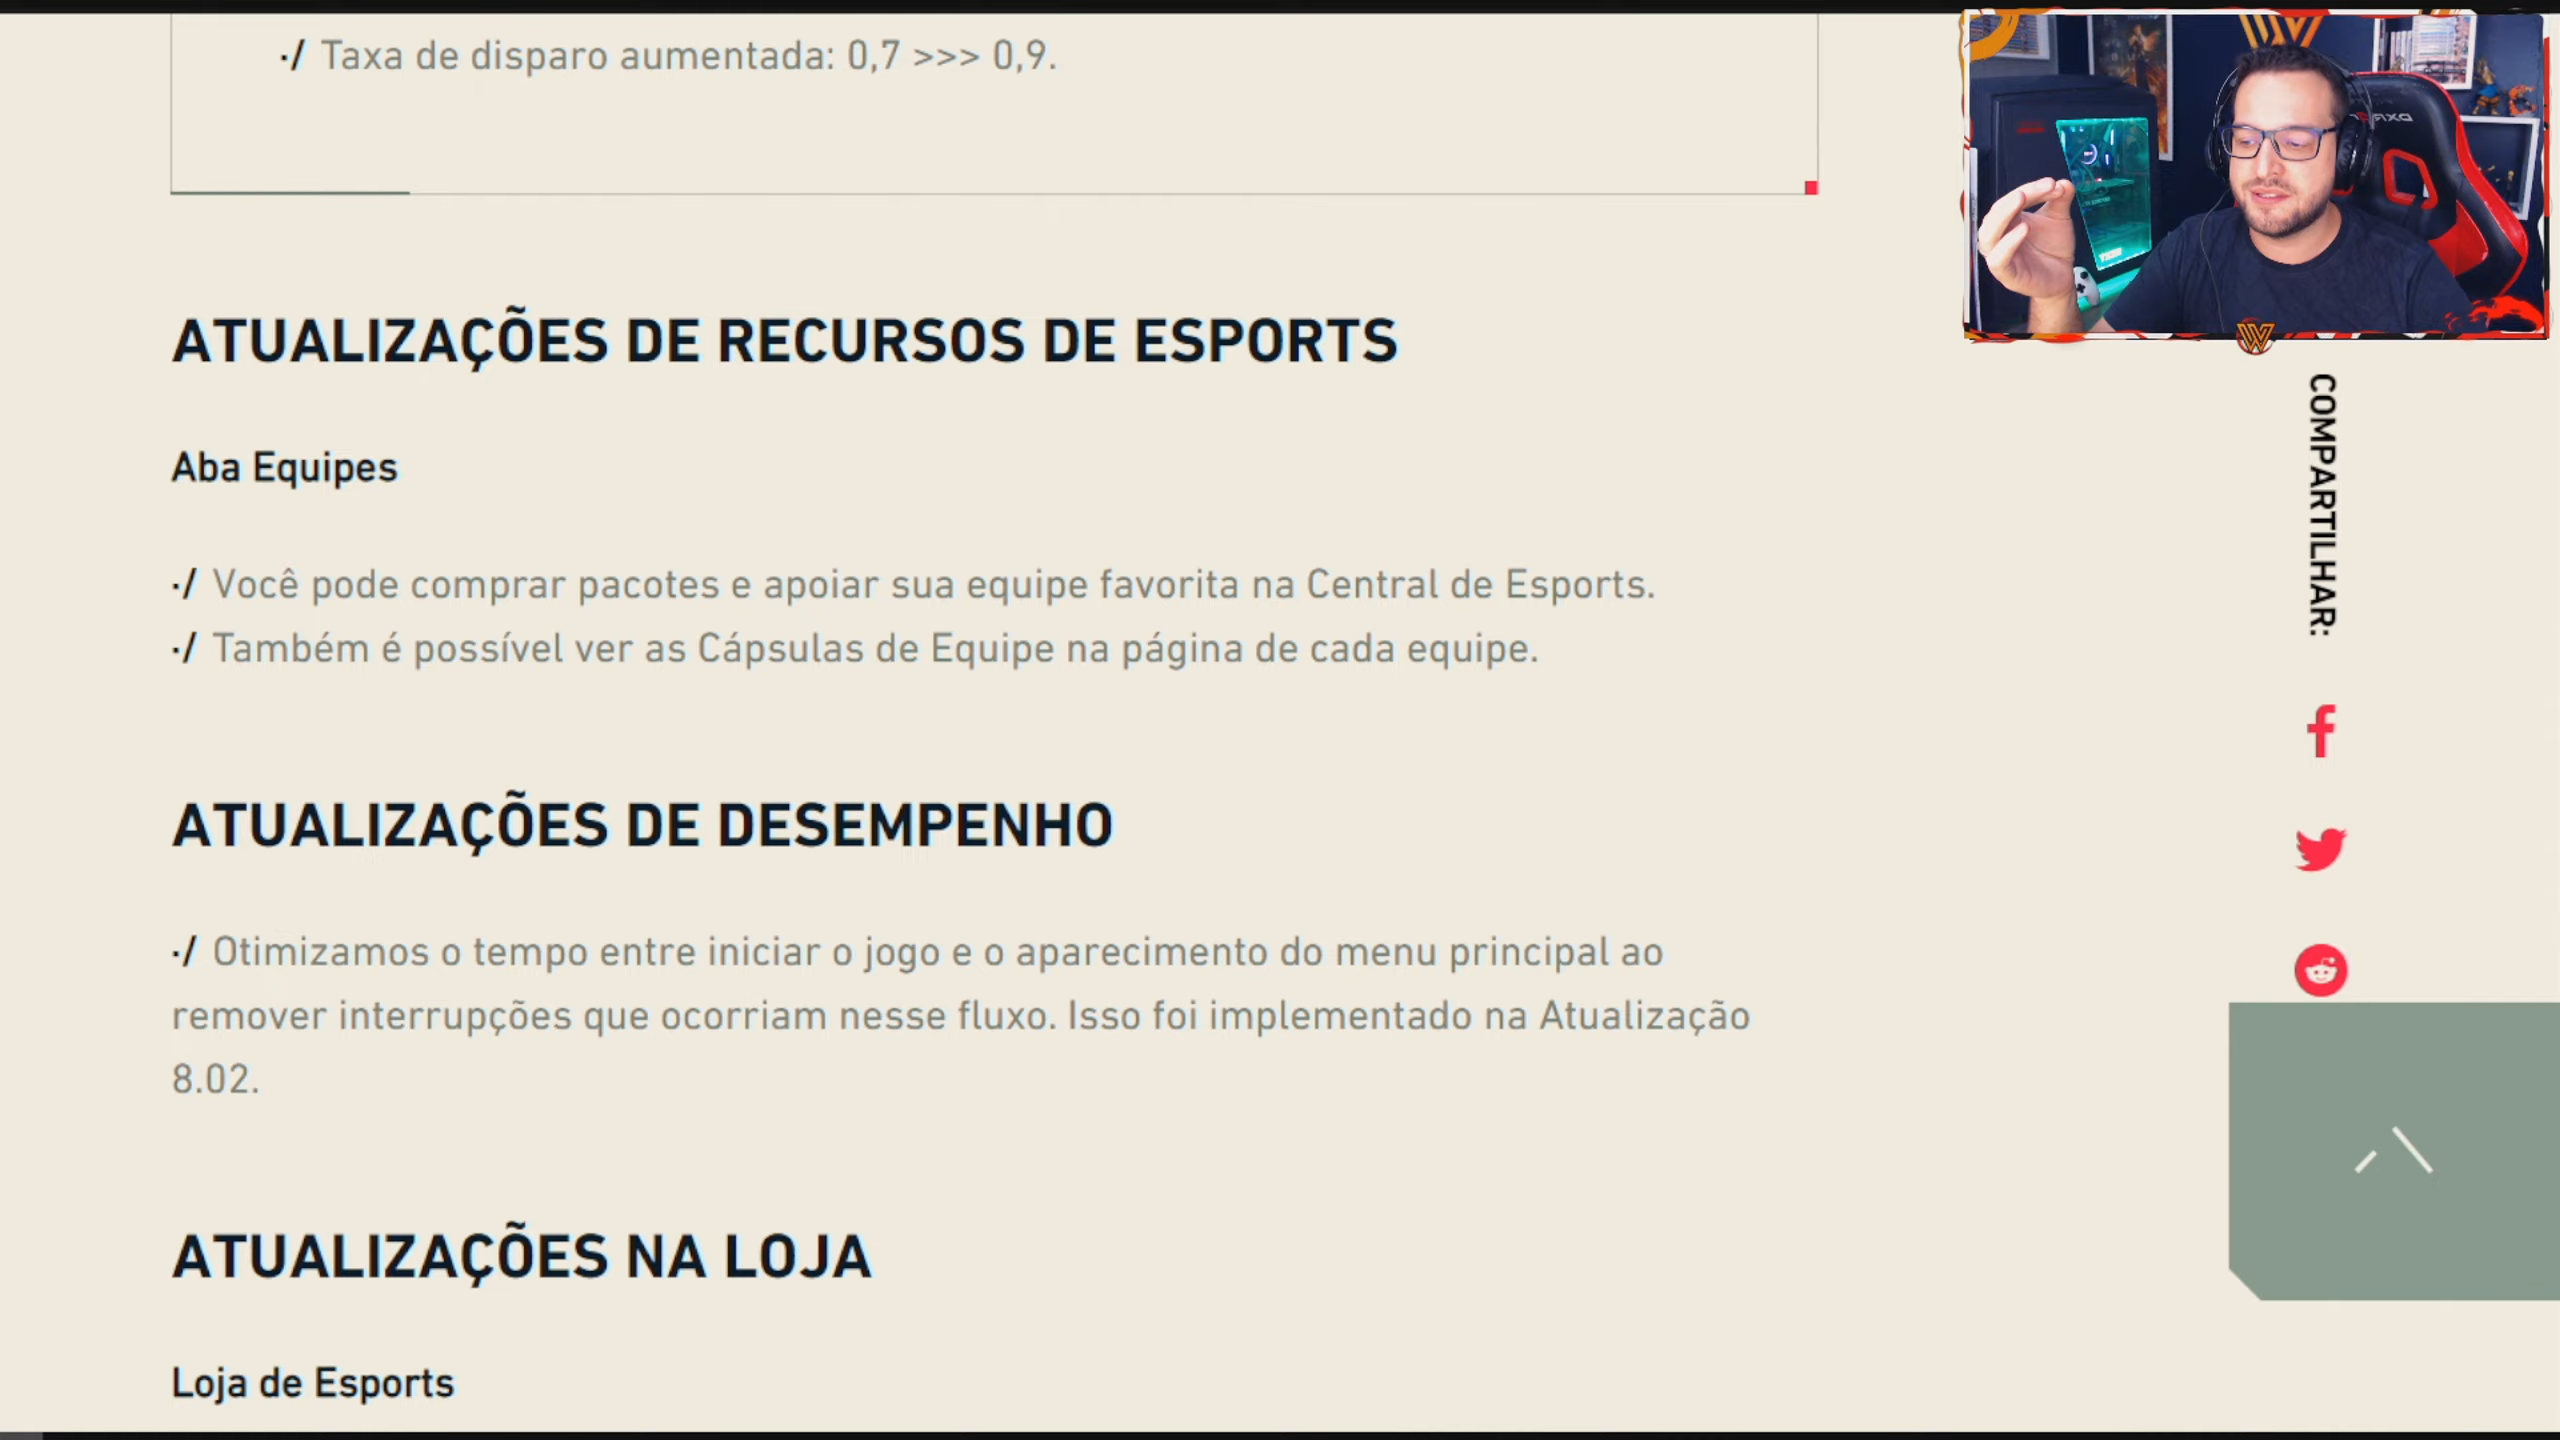 ·/ Taxa de disparo aumentada: 0,7 >>> 0,9.
ATUALIZAÇÕES DE RECURSOS DE ESPORTS
Aba Equipes
·/ Você pode comprar pacotes e apoiar sua equipe favorita na Central de Esports.
·/ Também é possível ver as Cápsulas de Equipe na página de cada equipe.
ATUALIZAÇÕES DE DESEMPENHO
·/ Otimizamos o tempo entre iniciar o jogo e o aparecimento do menu principal ao
remover interrupções que ocorriam nesse fluxo. Isso foi implementado na Atualização
8.02.
ATUALIZAÇÕES NA LOJA
Loja de Esports
COMPARTILHAR: